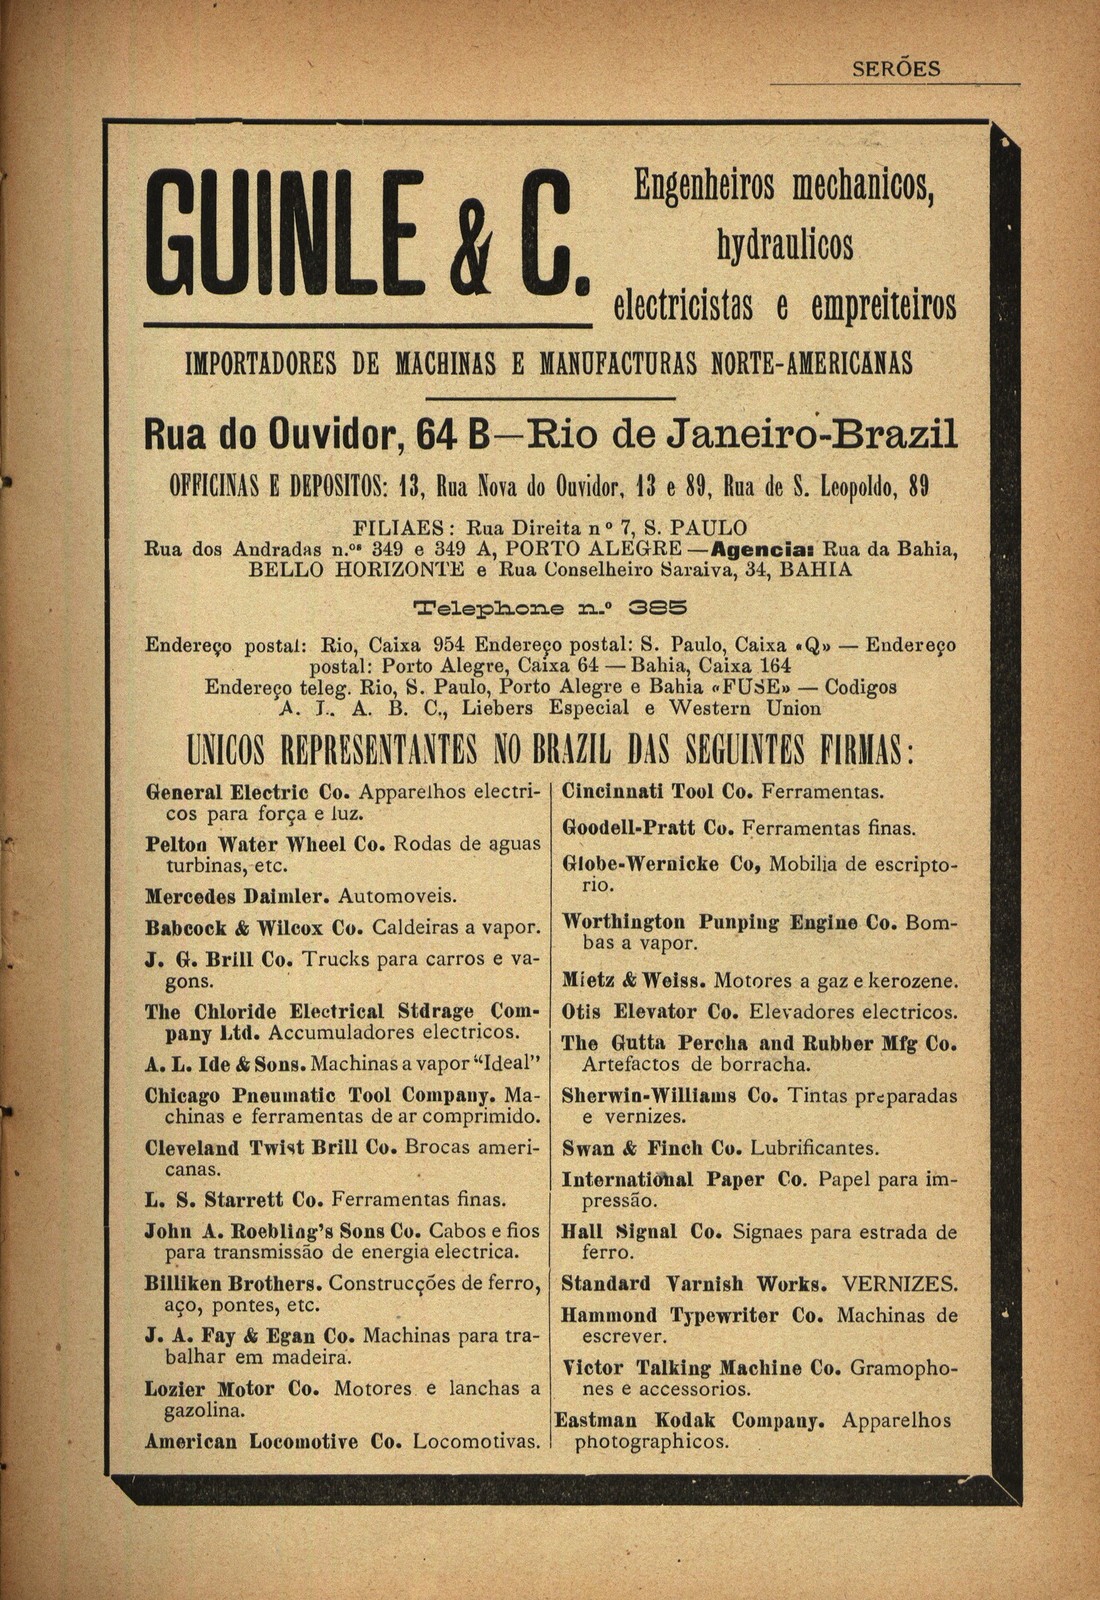 SERÕES
GUINLE & C.
Engenheiros mechanicos,
hydraulicos
electricistas e empreiteiros
IMPORTADORES DE MACHINAS E MANUFACTURAS NORTE-AMERICANAS
Rua do Ouvidor, 64 B—Rio de Janeiro-Brazil
OFFICINAS E DEPOSITOS: 13, Rua Nova do Ouvidor, 13 e 89, Rua de S. Leopoldo, 89
FILIAES: Rua Direita nº 7, S. PAULO
Rua dos Andradas n.os 349 e 349 A, PORTO ALEGRE—Agencia: Rua da Bahia,
BELLO HORIZONTE e Rua Conselheiro Saraiva, 34, BAHIA
Telephone n.º 385
Endereço postal: Rio, Caixa 954 Endereço postal: S. Paulo, Caixa «Q» — Endereço
postal: Porto Alegre, Caixa 64 — Bahia, Caixa 164
Endereço teleg. Rio, S. Paulo, Porto Alegre e Bahia «FUSE» — Codigos
A. I. A. B. C., Liebers Especial e Western Union
UNICOS REPRESENTANTES NO BRAZIL DAS SEGUINTES FIRMAS:
General Electric Co. Apparelhos electri-
cos para força e luz.
Pelton Water Wheel Co. Rodas de aguas
turbinas, etc.
Mercedes Daimler. Automoveis.
Babcock & Wilcox Co. Caldeiras a vapor.
J. G. Brill Co. Trucks para carros e va-
gons.
The Chloride Electrical Stdrage Com-
pany Ltd. Accumuladores electricos.
A. L. Ide & Sons. Machinas a vapor “Ideal”
Chicago Pneumatic Tool Company. Ma-
chinas e ferramentas de ar comprimido.
Cleveland Twist Brill Co. Brocas ameri-
canas.
L. S. Starrett Co. Ferramentas finas.
John A. Roebling's Sons Co. Cabos e fios
para transmissão de energia electrica.
Billiken Brothers. Construcções de ferro,
aço, pontes, etc.
J. A. Fay & Egan Co. Machinas para tra-
balhar em madeira.
Lozier Motor Co. Motores e lanchas a
gazolina.
American Locomotive Co. Locomotivas.
Cincinnati Tool Co. Ferramentas.
Goodell-Pratt Co. Ferramentas finas.
Globe-Wernicke Co, Mobilia de escripto-
rio.
Worthington Punping Engine Co. Bom-
bas a vapor.
Mietz & Weiss. Motores a gaz e kerozene.
Otis Elevator Co. Elevadores electricos.
The Gutta Percha and Rubber Mfg Co.
Artefactos de borracha.
Sherwin-Williams Co. Tintas preparadas
e vernizes.
Swan & Finch Co. Lubrificantes.
International Paper Co. Papel para im-
pressão.
Hall Signal Co. Signaes para estrada de
ferro.
Standard Varnish Works. VERNIZES.
Hammond Typewriter Co. Machinas de
escrever.
Victor Talking Machine Co. Gramopho-
nes e accessorios.
Eastman Kodak Company. Apparelhos
photographicos.